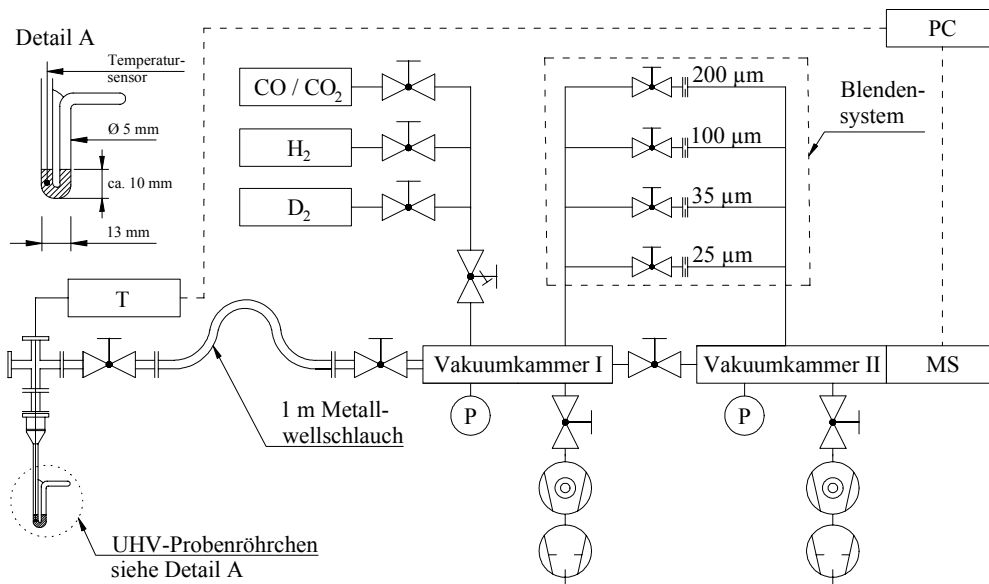 Detail A
Temperatur-
sensor
Ø 5 mm
ca. 10 mm
13 mm
CO / CO₂
H₂
D₂
200 µm
100 µm
35 µm
25 µm
Blenden-
system
PC
T
Vakuumkammer I
Vakuumkammer II
MS
P
P
1 m Metall-
wellschlauch
UHV-Probenröhrchen
siehe Detail A